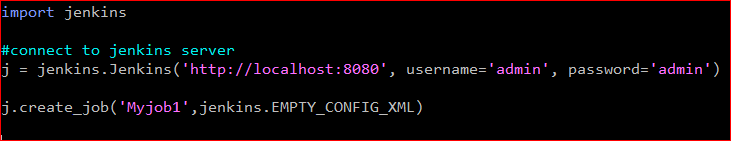 import jenkins
#connect to jenkins server
j = jenkins.Jenkins('http://localhost:8080', username='admin', password='admin')
j.create_job('Myjob1',jenkins.EMPTY_CONFIG_XML)